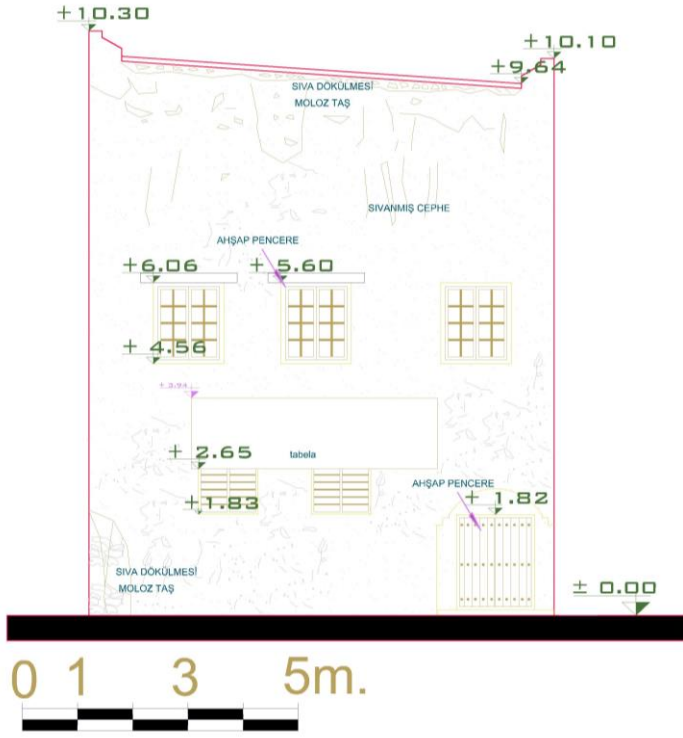 +10.30
+10.10
+9.64
SIVA DÖKÜLMESİ
MOLOZ TAŞ
SIVANMIŞ CEPHE
AHŞAP PENCERE
+6.06
+ 5.60
+ 4.56
+ 3.94
+ 2.65
tabela
+1.83
AHŞAP PENCERE
+ 1.82
SIVA DÖKÜLMESİ
MOLOZ TAŞ
± 0.00
0 1 3 5m.